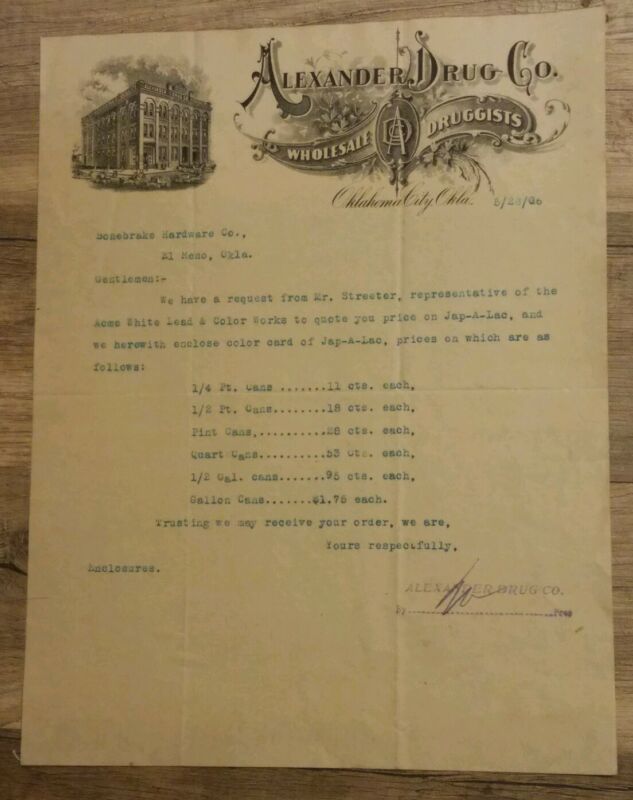 ALEXANDER DRUG CO.
WHOLESALE DRUGGISTS
Oklahoma City, Okla. 5/23/06
Bonebrake Hardware Co.,
El Reno, Okla.
Gentlemen:-
We have a request from Mr. Streeter, representative of the
Acme White Lead & Color Works to quote you price on Jap-A-Lac, and
we herewith enclose color card of Jap-A-Lac, prices on which are as
follows:
1/4 Pt. Cans .......11 cts. each,
1/2 Pt. Cans........18 cts. each,
Pint Cans,..........28 cts. each,
Quart Cans..........53 Cts. each,
1/2 Gal. cans.......95 cts. each,
Gallon Cans.......$1.75 each.
Trusting we may receive your order, we are,
Yours respectfully,
Enclosures.
ALEXANDER DRUG CO.
By Pres